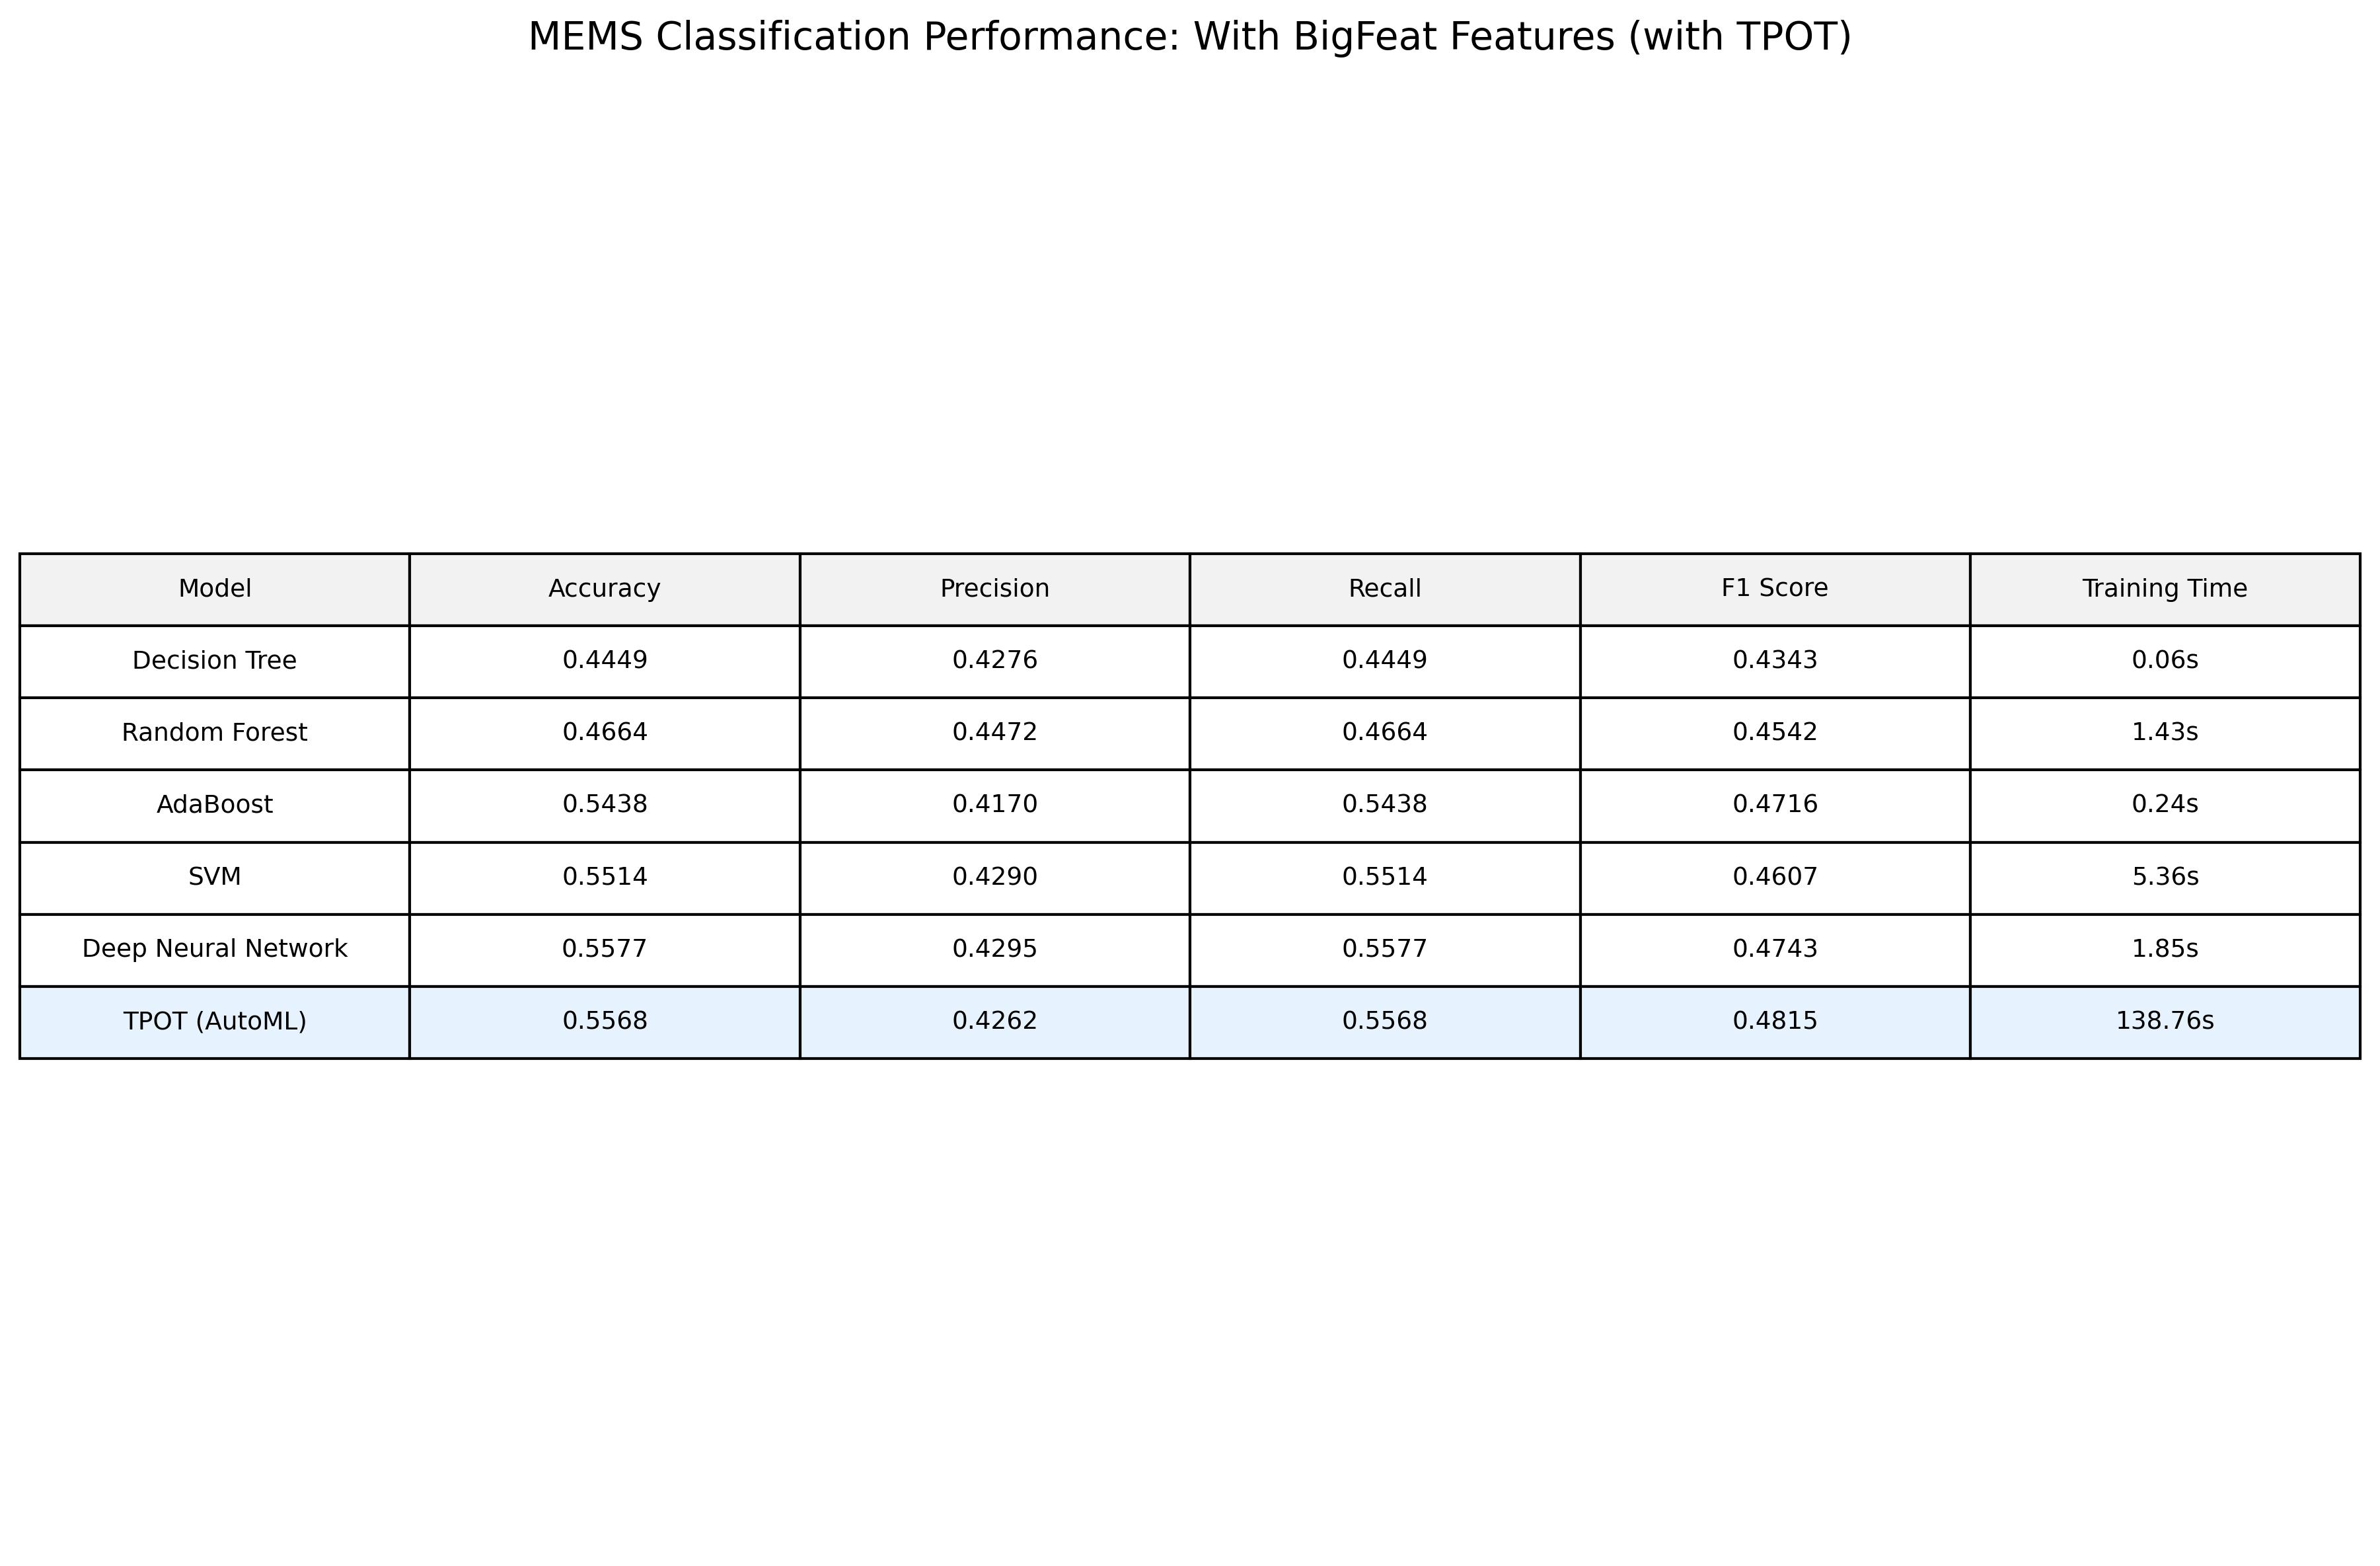 MEMS Classification Performance: With BigFeat Features (with TPOT)
Model Accuracy Precision Recall F1 Score Training Time
Decision Tree 0.4449 0.4276 0.4449 0.4343 0.06s
Random Forest 0.4664 0.4472 0.4664 0.4542 1.43s
AdaBoost 0.5438 0.4170 0.5438 0.4716 0.24s
SVM 0.5514 0.4290 0.5514 0.4607 5.36s
Deep Neural Network 0.5577 0.4295 0.5577 0.4743 1.85s
TPOT (AutoML) 0.5568 0.4262 0.5568 0.4815 138.76s